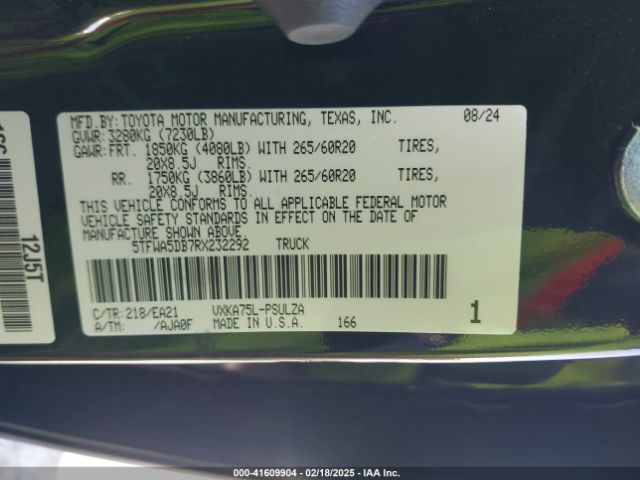 MFD.BY:TOYOTA MOTOR MANUFACTURING, TEXAS, INC. 08/24
GVWR: 3280KG (7230LB)
GAWR:FRT. 1850KG (4080LB) WITH 265/60R20 TIRES,
20X8.5J RIMS.
RR. 1750KG (3860LB) WITH 265/60R20 TIRES,
20X8.5J RIMS.
THIS VEHICLE CONFORMS TO ALL APPLICABLE FEDERAL MOTOR
VEHICLE SAFETY STANDARDS IN EFFECT ON THE DATE OF
MANUFACTURE SHOWN ABOVE.
5TFWA5DB7RX232292 TRUCK
C/TR:218/EA21 VXKA75L-PSULZA
A/TM: /AJA0F MADE IN U.S.A. 166 1
12J5T
000-41609904 / 02/18/2025 — IAA Inc.